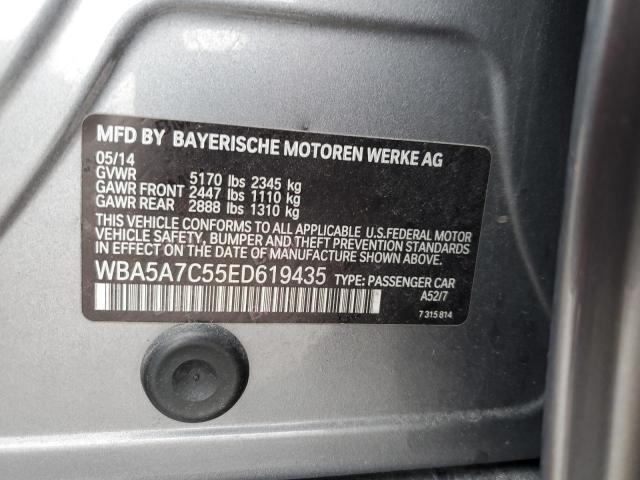 MFD BY BAYERISCHE MOTOREN WERKE AG
05/14
GVWR 5170 lbs 2345 kg
GAWR FRONT 2447 lbs 1110 kg
GAWR REAR 2888 lbs 1310 kg
THIS VEHICLE CONFORMS TO ALL APPLICABLE U.S.FEDERAL MOTOR
VEHICLE SAFETY, BUMPER AND THEFT PREVENTION STANDARDS
IN EFFECT ON THE DATE OF MANUFACTURE SHOWN ABOVE.
WBA5A7C55ED619435 TYPE: PASSENGER CAR
A52/7
7 315 814